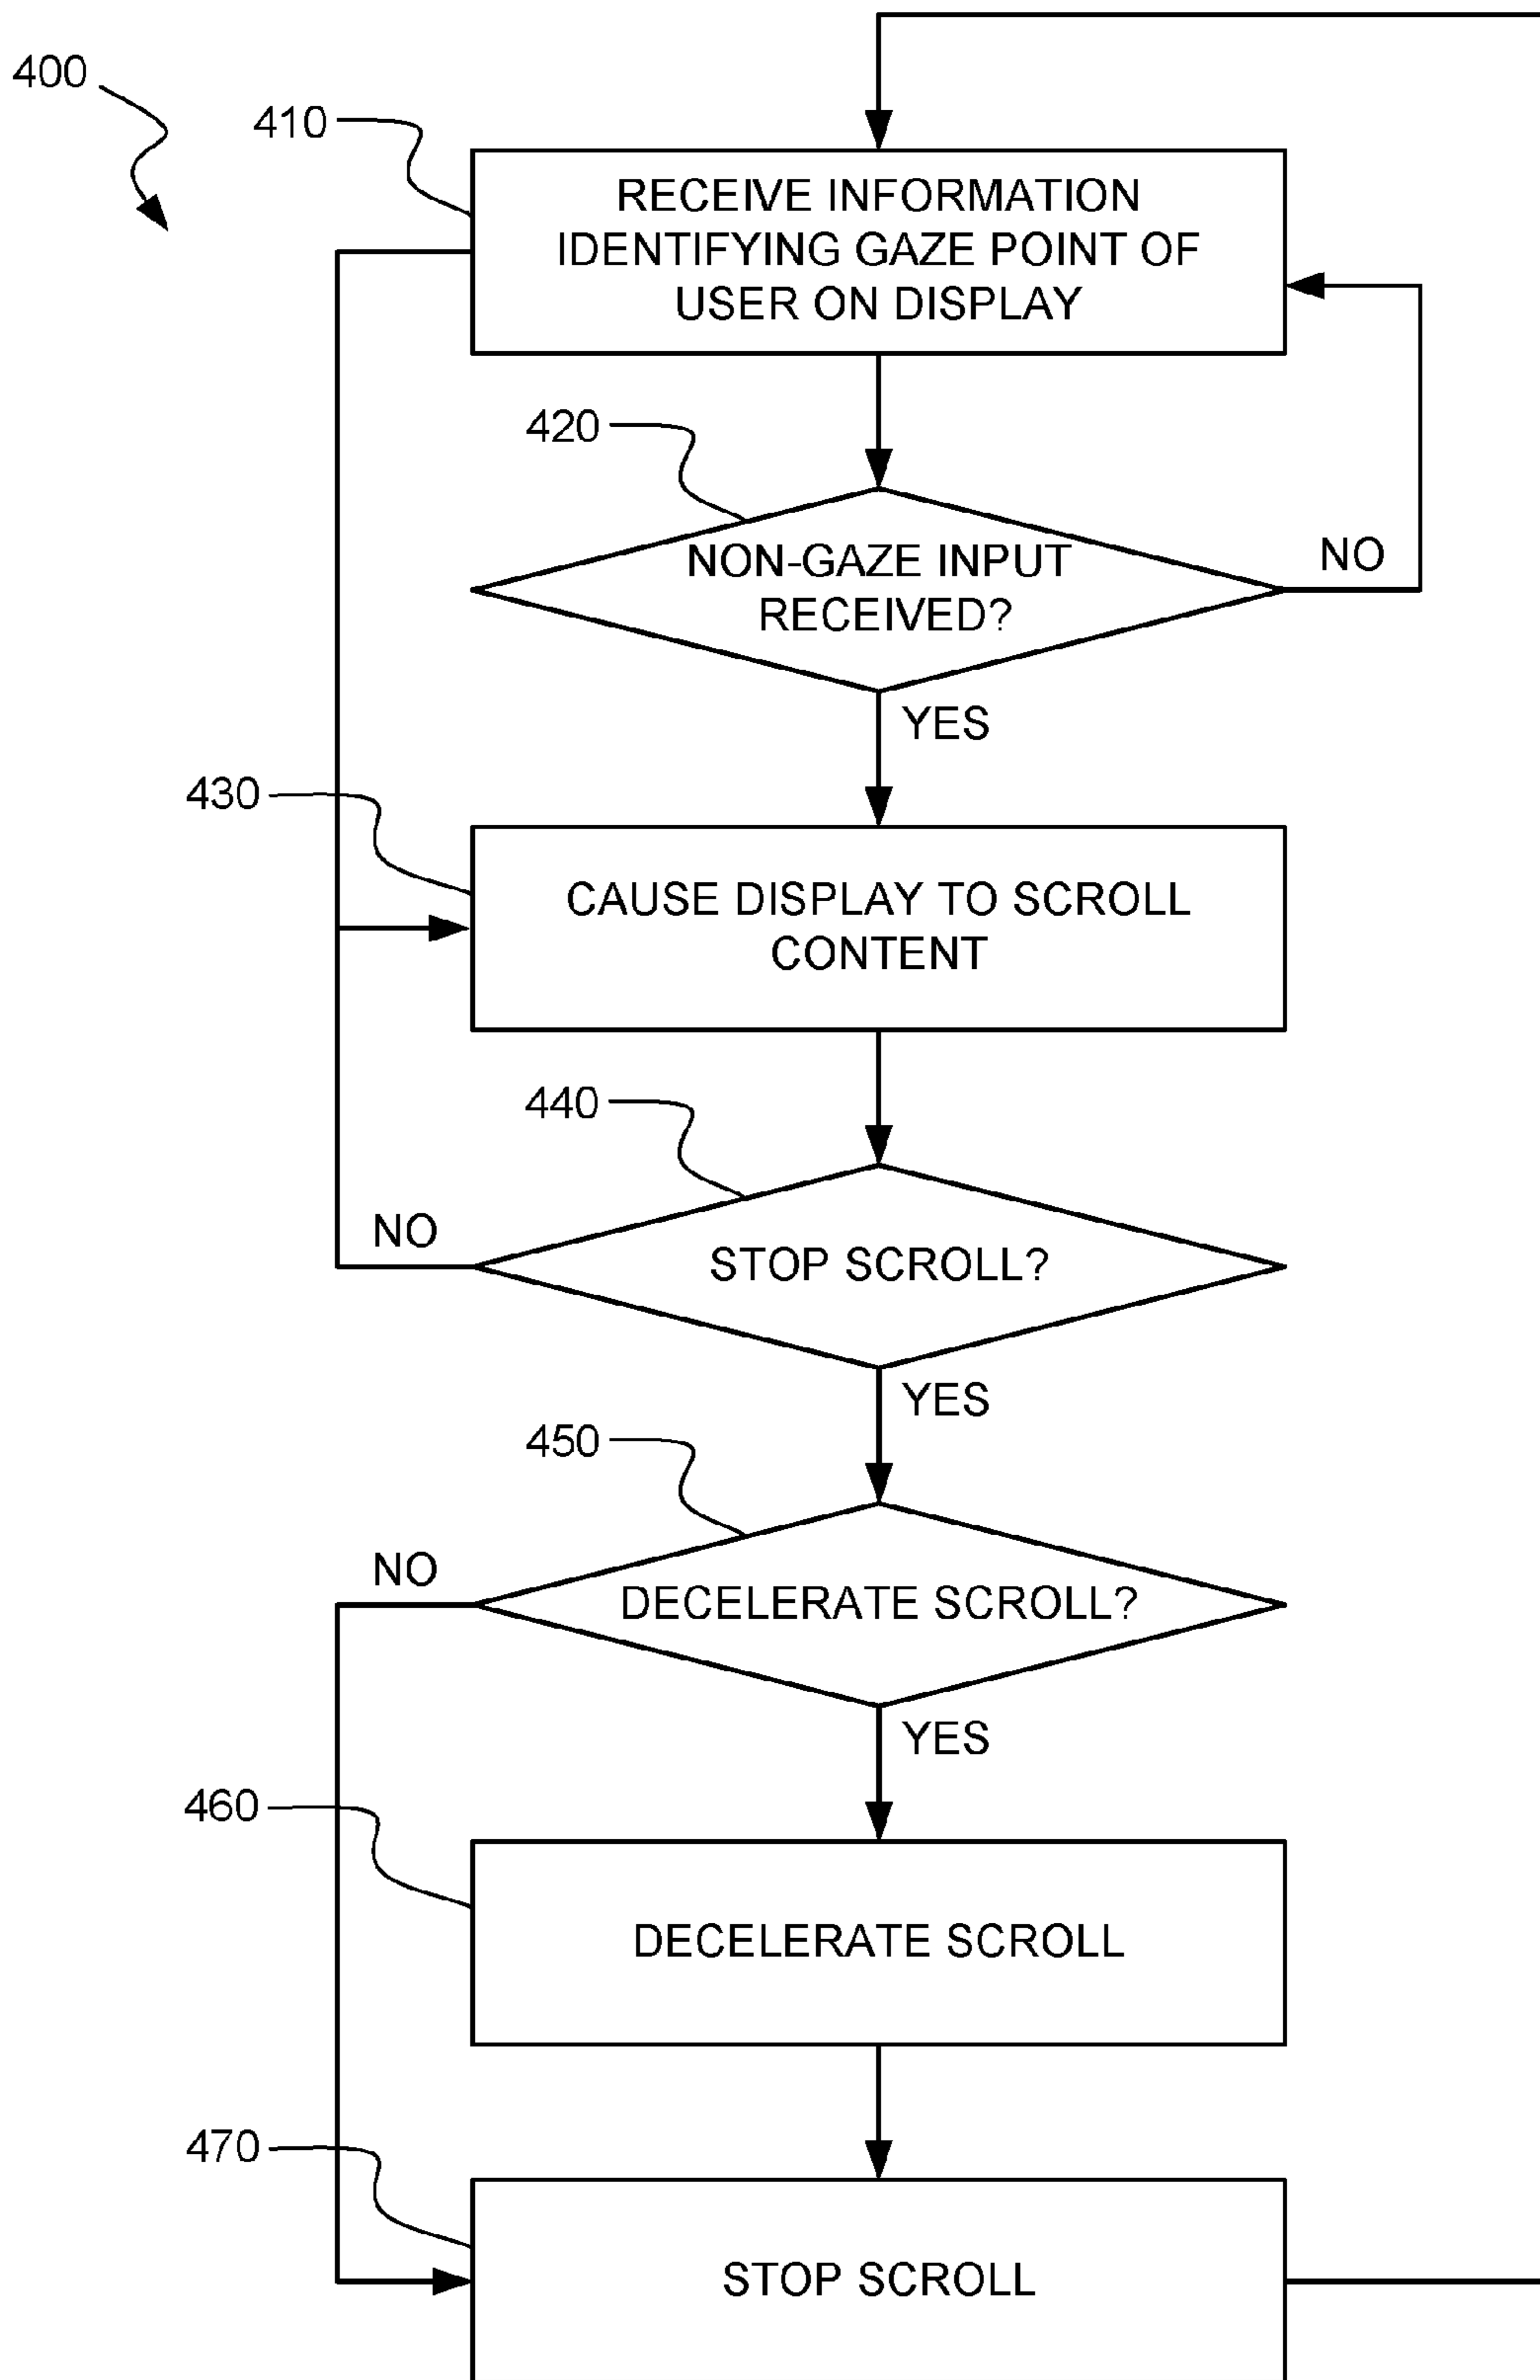 400
410
RECEIVE INFORMATION
IDENTIFYING GAZE POINT OF
USER ON DISPLAY
420
NON-GAZE INPUT
RECEIVED?
NO
YES
430
CAUSE DISPLAY TO SCROLL
CONTENT
440
NO
STOP SCROLL?
YES
450
NO
DECELERATE SCROLL?
YES
460
DECELERATE SCROLL
470
STOP SCROLL